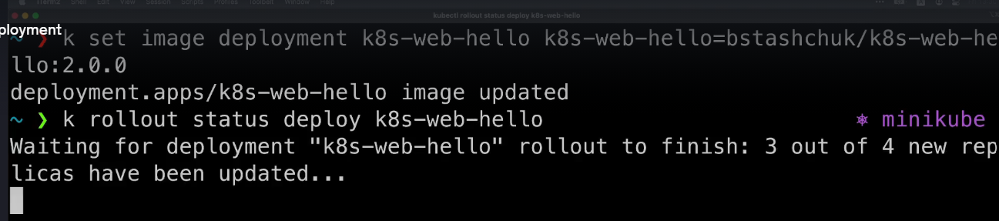 iTerm2 Shell Edit View Session Scripts Profiles Toolbelt Window Help
kubectl rollout status deploy k8s-web-hello
ployment
~ ❯ k set image deployment k8s-web-hello k8s-web-hello=bstashchuk/k8s-web-he
llo:2.0.0
deployment.apps/k8s-web-hello image updated
~ ❯ k rollout status deploy k8s-web-hello ⎈ minikube
Waiting for deployment "k8s-web-hello" rollout to finish: 3 out of 4 new rep
licas have been updated...